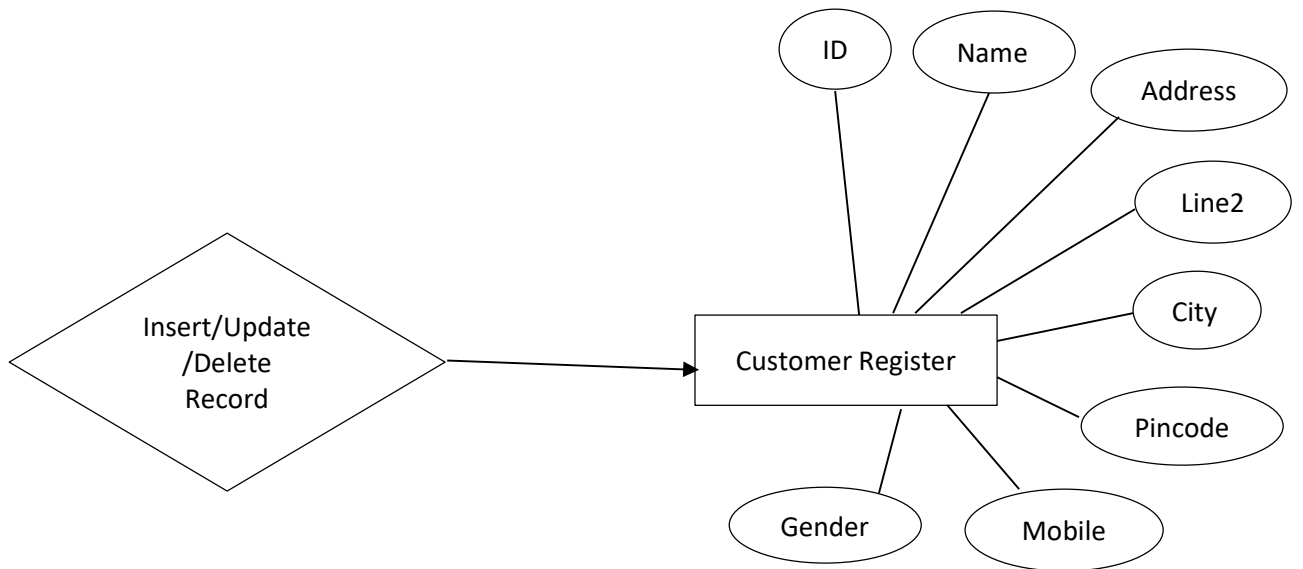 ID
Name
Address
Line2
City
Insert/Update
/Delete
Record
Customer Register
Pincode
Gender
Mobile